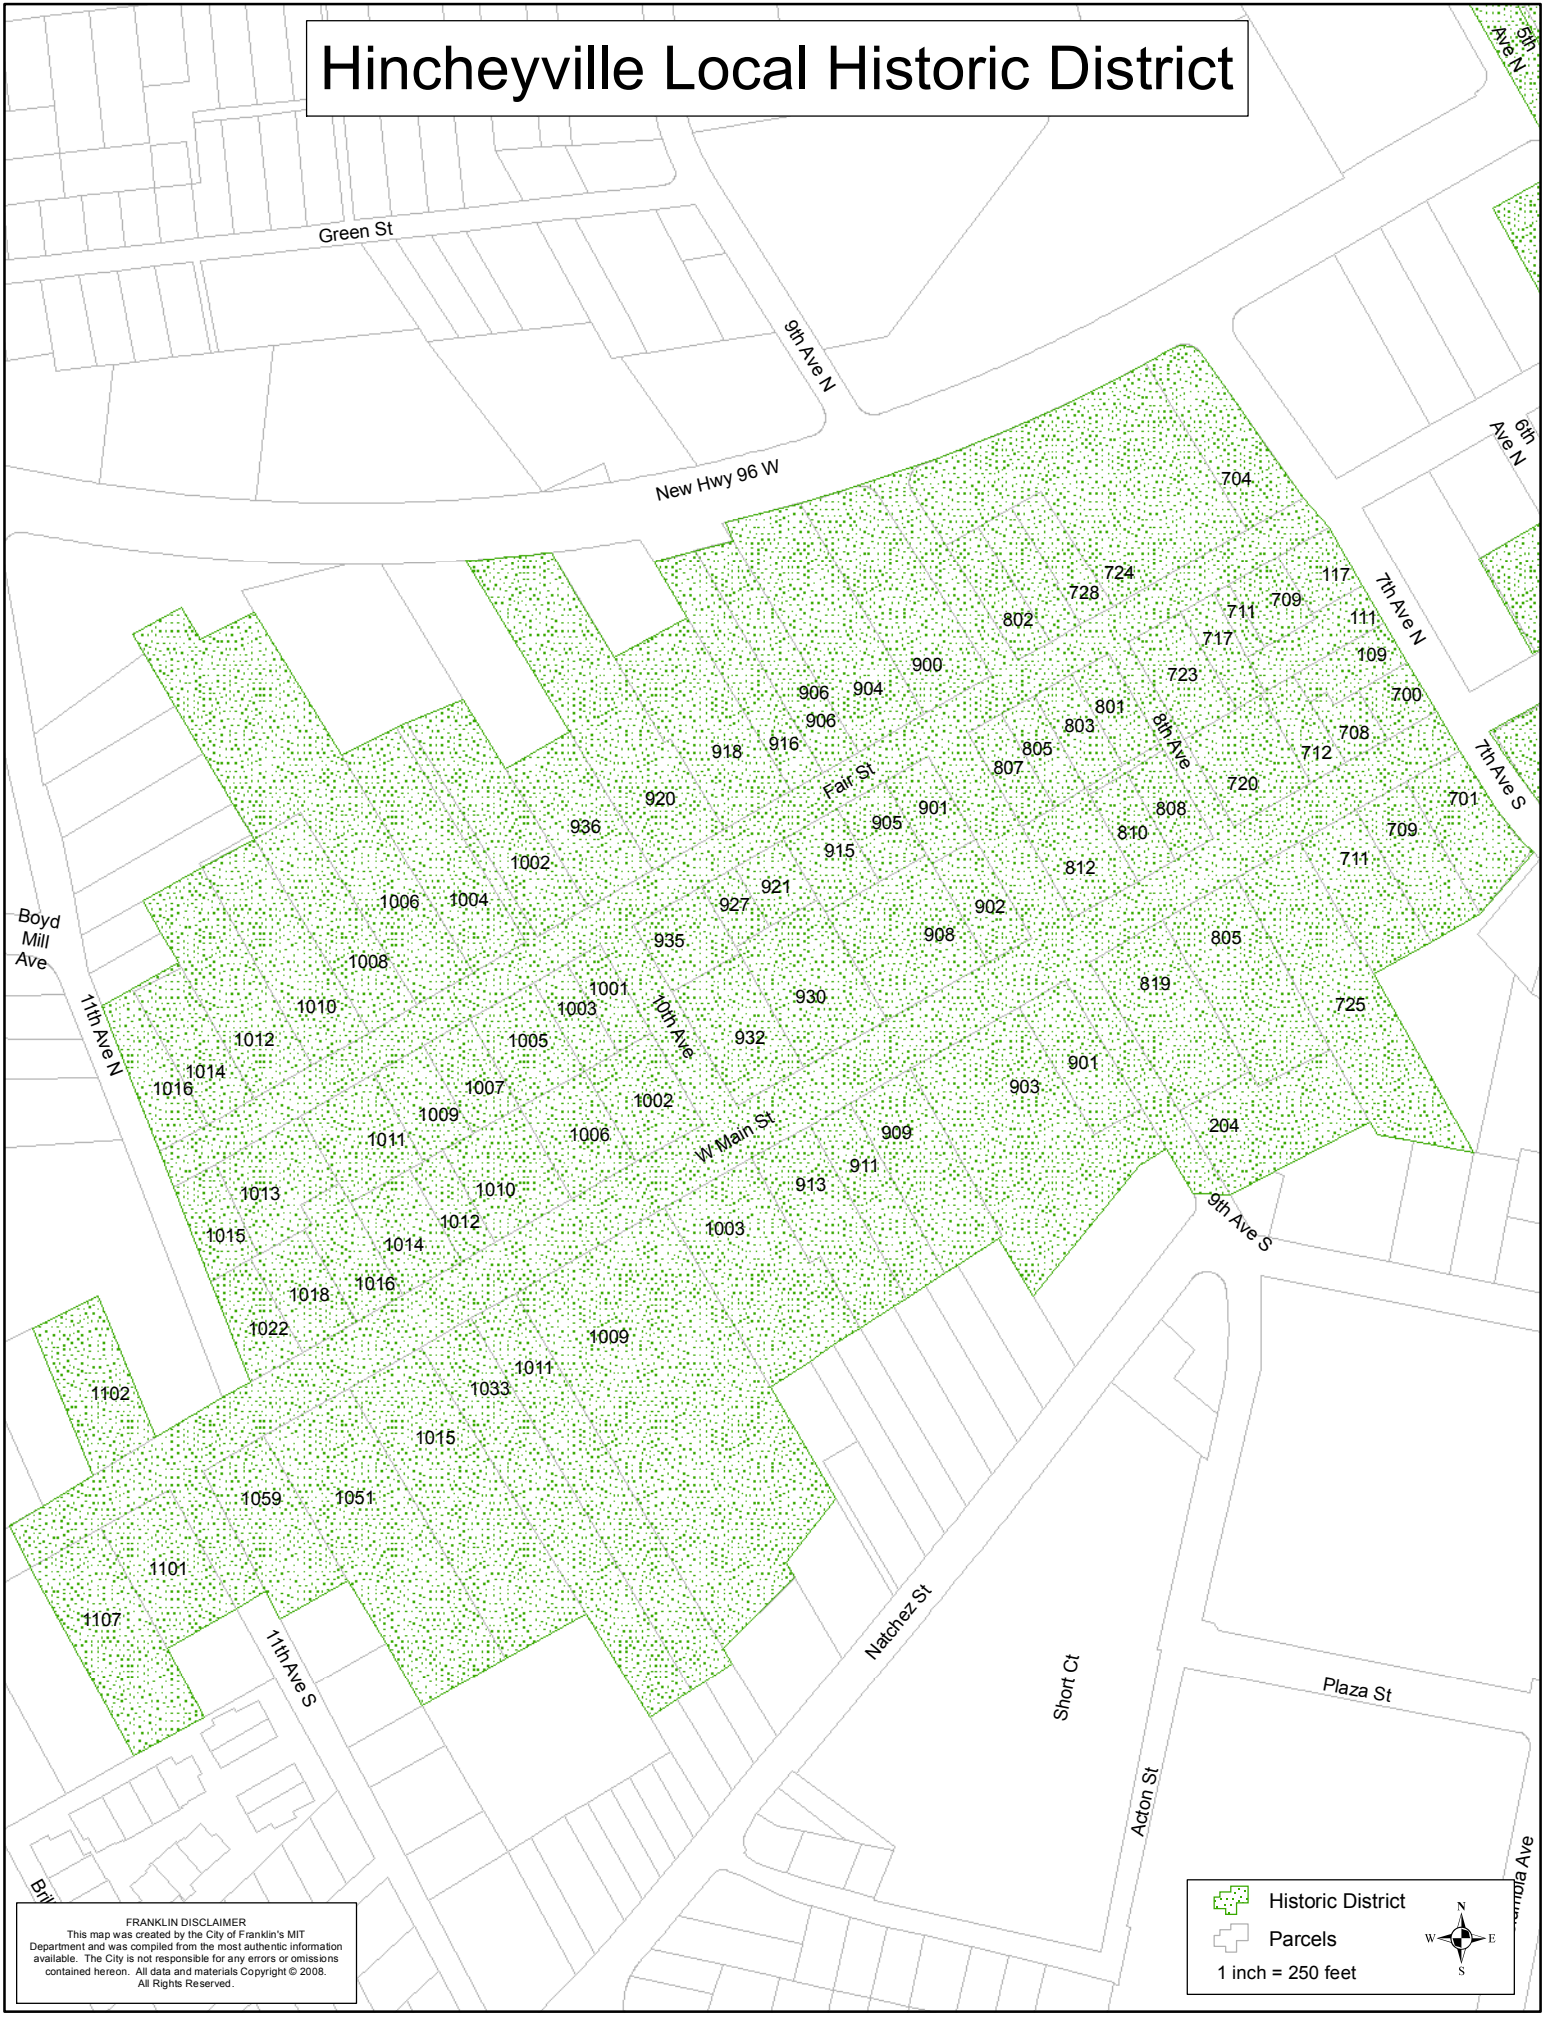 Hincheyville Local Historic District
5th
Ave N
Green St
9th Ave N
6th
Ave N
New Hwy 96 W
704
724
728
802
117
709
711
717
111
7th Ave N
109
723
700
900
904
906
906
801
803
8th Ave
708
712
805
807
916
918
7th Ave S
Fair St
720
701
920
901
808
905
810
709
936
915
711
1002
812
921
1006
1004
927
902
Boyd
Mill
Ave
935
908
805
1008
1001
930
819
1010
1003
10th Ave
725
11th Ave N
1012
1005
932
901
1014
1016
1007
903
1002
1009
204
1006
W Main St
909
1011
911
1013
1010
913
1015
1012
1003
9th Ave S
1014
1016
1018
1022
1009
1011
1033
1102
1015
1059
1051
1101
1107
Natchez St
11th Ave S
Short Ct
Plaza St
Acton St
FRANKLIN DISCLAIMER
This map was created by the City of Franklin's MIT
Department and was compiled from the most authentic information
available. The City is not responsible for any errors or omissions
contained hereon. All data and materials Copyright © 2008.
All Rights Reserved.
Historic District
Parcels
1 inch = 250 feet
N
W
E
S
Ave